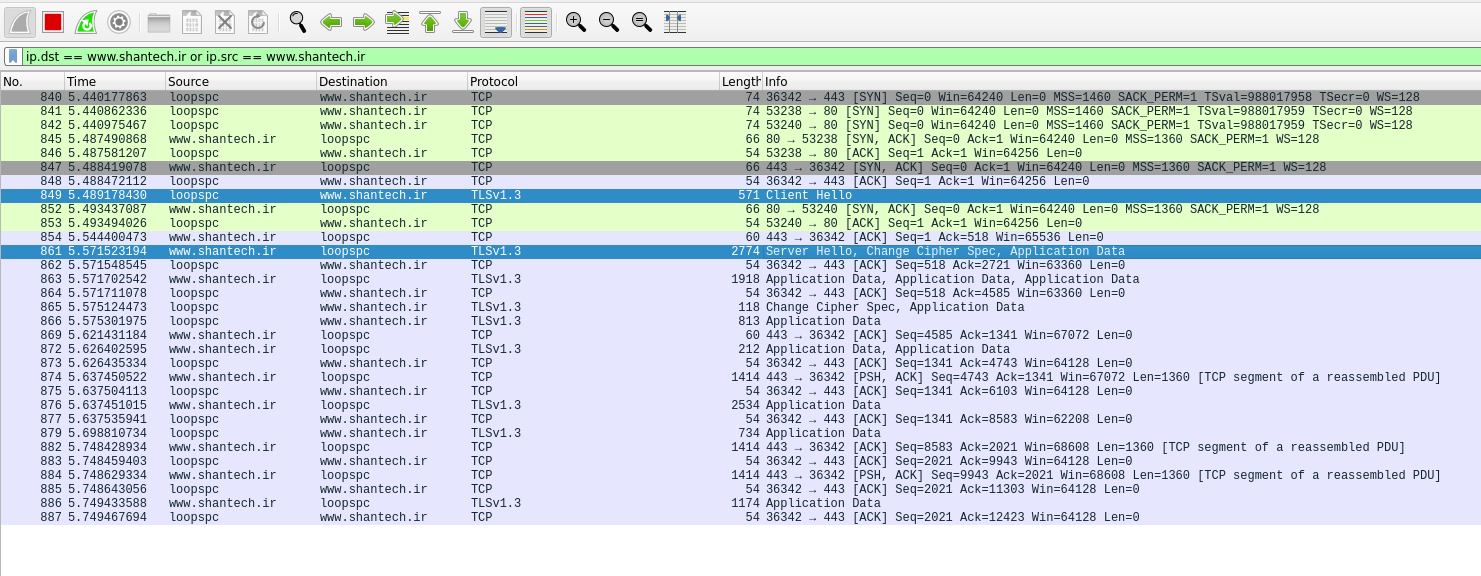 ip.dst == www.shantech.ir or ip.src == www.shantech.ir
No. Time Source Destination Protocol Length Info
840 5.440177863 loopspc www.shantech.ir TCP 74 36342 → 443 [SYN] Seq=0 Win=64240 Len=0 MSS=1460 SACK_PERM=1 TSval=988017958 TSecr=0 WS=128
841 5.440862336 loopspc www.shantech.ir TCP 74 53238 → 80 [SYN] Seq=0 Win=64240 Len=0 MSS=1460 SACK_PERM=1 TSval=988017959 TSecr=0 WS=128
842 5.440975467 loopspc www.shantech.ir TCP 74 53240 → 80 [SYN] Seq=0 Win=64240 Len=0 MSS=1460 SACK_PERM=1 TSval=988017959 TSecr=0 WS=128
845 5.487490868 www.shantech.ir loopspc TCP 66 80 → 53238 [SYN, ACK] Seq=0 Ack=1 Win=64240 Len=0 MSS=1360 SACK_PERM=1 WS=128
846 5.487581207 loopspc www.shantech.ir TCP 54 53238 → 80 [ACK] Seq=1 Ack=1 Win=64256 Len=0
847 5.488419078 www.shantech.ir loopspc TCP 66 443 → 36342 [SYN, ACK] Seq=0 Ack=1 Win=64240 Len=0 MSS=1360 SACK_PERM=1 WS=128
848 5.488472112 loopspc www.shantech.ir TCP 54 36342 → 443 [ACK] Seq=1 Ack=1 Win=64256 Len=0
849 5.489178430 loopspc www.shantech.ir TLSv1.3 571 Client Hello
852 5.493437087 www.shantech.ir loopspc TCP 66 80 → 53240 [SYN, ACK] Seq=0 Ack=1 Win=64240 Len=0 MSS=1360 SACK_PERM=1 WS=128
853 5.493494026 loopspc www.shantech.ir TCP 54 53240 → 80 [ACK] Seq=1 Ack=1 Win=64256 Len=0
854 5.544400473 www.shantech.ir loopspc TCP 60 443 → 36342 [ACK] Seq=1 Ack=518 Win=65536 Len=0
861 5.571523194 www.shantech.ir loopspc TLSv1.3 2774 Server Hello, Change Cipher Spec, Application Data
862 5.571548545 loopspc www.shantech.ir TCP 54 36342 → 443 [ACK] Seq=518 Ack=2721 Win=63360 Len=0
863 5.571702542 www.shantech.ir loopspc TLSv1.3 1918 Application Data, Application Data, Application Data
864 5.571711078 loopspc www.shantech.ir TCP 54 36342 → 443 [ACK] Seq=518 Ack=4585 Win=63360 Len=0
865 5.575124473 loopspc www.shantech.ir TLSv1.3 118 Change Cipher Spec, Application Data
866 5.575301975 loopspc www.shantech.ir TLSv1.3 813 Application Data
869 5.621431184 www.shantech.ir loopspc TCP 60 443 → 36342 [ACK] Seq=4585 Ack=1341 Win=67072 Len=0
872 5.626402595 www.shantech.ir loopspc TLSv1.3 212 Application Data, Application Data
873 5.626435334 loopspc www.shantech.ir TCP 54 36342 → 443 [ACK] Seq=1341 Ack=4743 Win=64128 Len=0
874 5.637450522 www.shantech.ir loopspc TCP 1414 443 → 36342 [PSH, ACK] Seq=4743 Ack=1341 Win=67072 Len=1360 [TCP segment of a reassembled PDU]
875 5.637504113 loopspc www.shantech.ir TCP 54 36342 → 443 [ACK] Seq=1341 Ack=6103 Win=64128 Len=0
876 5.637451015 www.shantech.ir loopspc TLSv1.3 2534 Application Data
877 5.637535941 loopspc www.shantech.ir TCP 54 36342 → 443 [ACK] Seq=1341 Ack=8583 Win=62208 Len=0
879 5.698810734 loopspc www.shantech.ir TLSv1.3 734 Application Data
882 5.748428934 www.shantech.ir loopspc TCP 1414 443 → 36342 [ACK] Seq=8583 Ack=2021 Win=68608 Len=1360 [TCP segment of a reassembled PDU]
883 5.748459403 loopspc www.shantech.ir TCP 54 36342 → 443 [ACK] Seq=2021 Ack=9943 Win=64128 Len=0
884 5.748629334 www.shantech.ir loopspc TCP 1414 443 → 36342 [PSH, ACK] Seq=9943 Ack=2021 Win=68608 Len=1360 [TCP segment of a reassembled PDU]
885 5.748643056 loopspc www.shantech.ir TCP 54 36342 → 443 [ACK] Seq=2021 Ack=11303 Win=64128 Len=0
886 5.749433588 www.shantech.ir loopspc TLSv1.3 1174 Application Data
887 5.749467694 loopspc www.shantech.ir TCP 54 36342 → 443 [ACK] Seq=2021 Ack=12423 Win=64128 Len=0